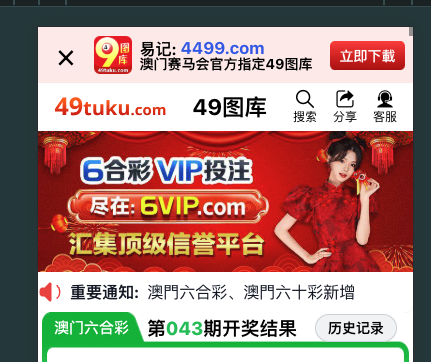 易记: 4499.com
澳门赛马会官方指定49图库
立即下載
9图库
49tuku.com
49tuku.com
49图库
搜索
分享
客服
6合彩 VIP投注
尽在: 6VIP.com
汇集顶级信誉平台
重要通知: 澳門六合彩、澳門六十彩新增
澳门六合彩
第043期开奖结果
历史记录